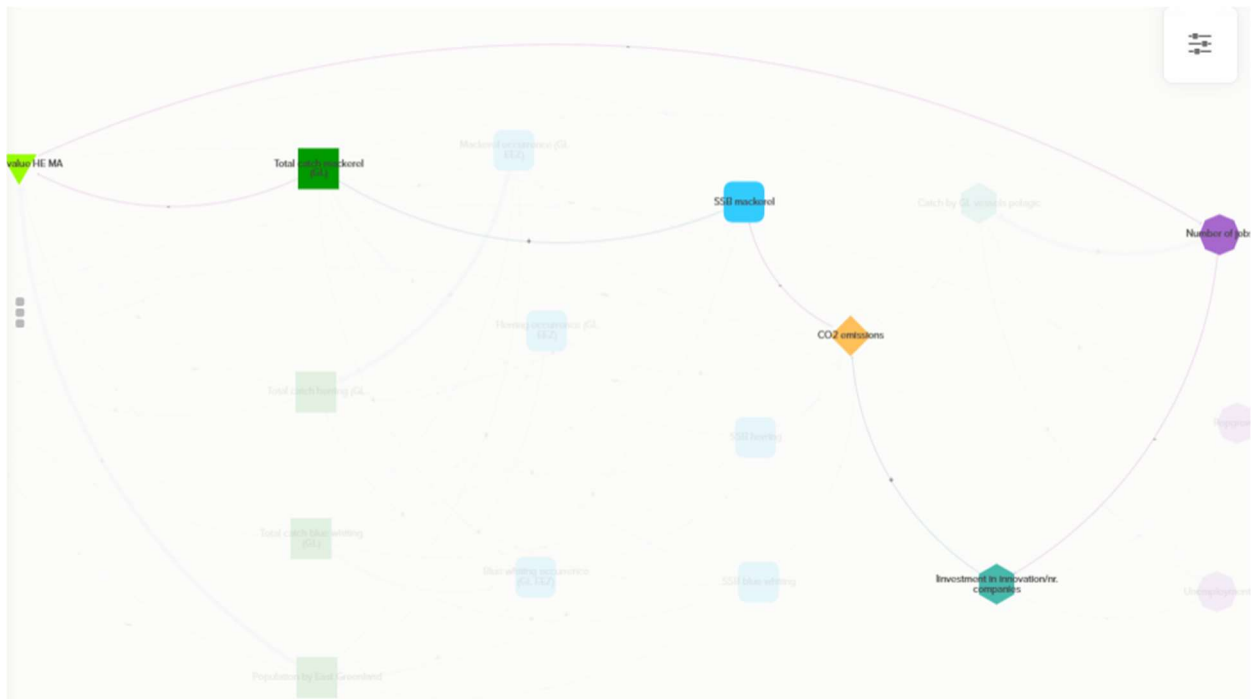 value HE MA
Total catch mackerel
(GL)
Mackerel occurrence (GL
EEZ)
SSB mackerel
Catch by GL vessels pelagic
Number of jobs
Herring occurrence (GL
EEZ)
CO2 emissions
Total catch herring (GL...
SSB herring
Total catch blue whiting
(GL)
Blue whiting occurrence
(GL EEZ)
SSB blue whiting
Investment in innovation/nr.
companies
Population by East Greenland